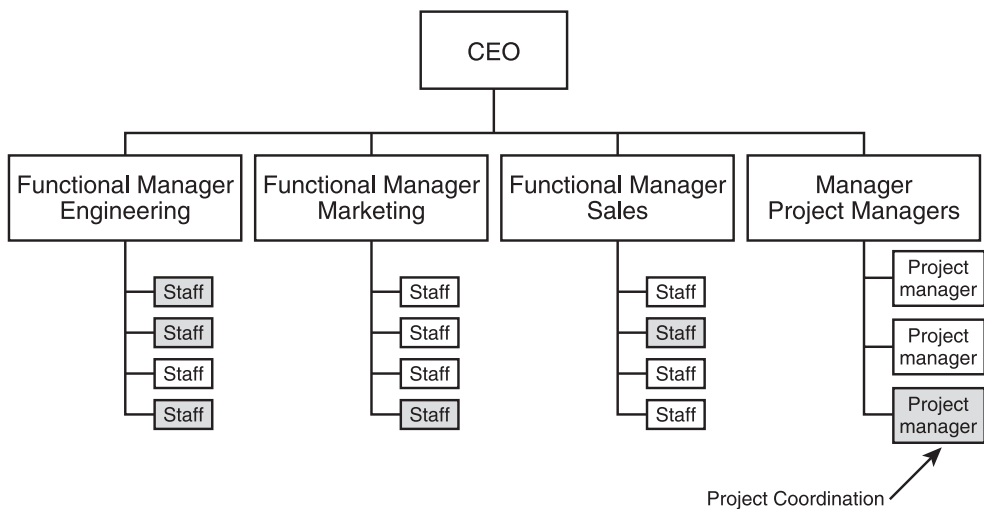 CEO
Functional Manager
Engineering
Functional Manager
Marketing
Functional Manager
Sales
Manager
Project Managers
Staff
Staff
Staff
Staff
Staff
Staff
Staff
Staff
Staff
Staff
Staff
Staff
Project
manager
Project
manager
Project
manager
Project Coordination